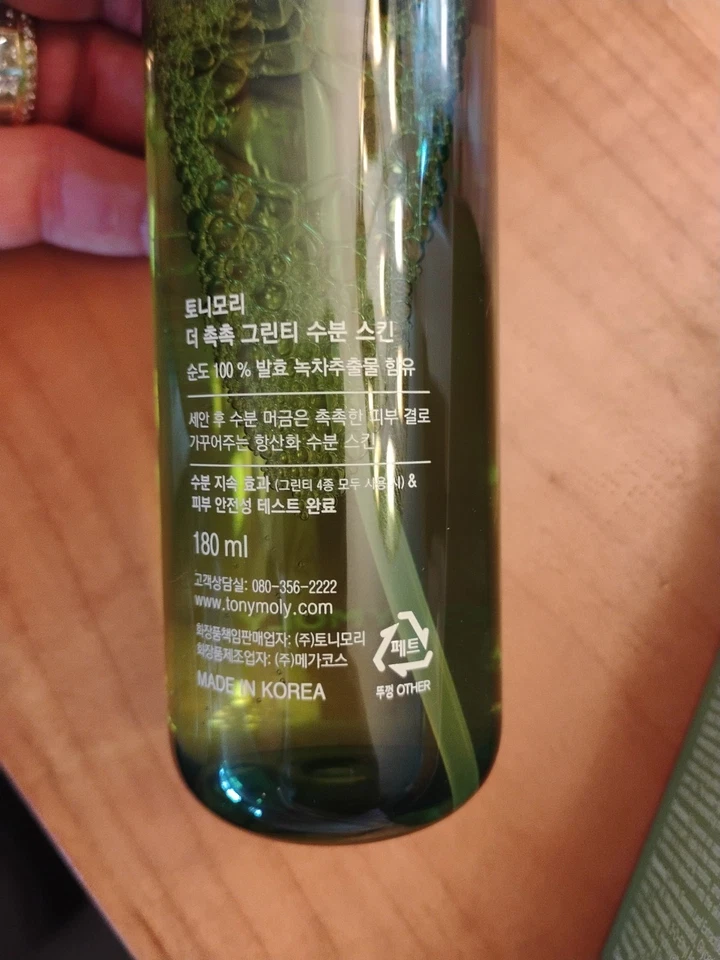 토니모리
더 촉촉 그린티 수분 스킨
순도 100 % 발효 녹차추출물 함유
세안 후 수분 머금은 촉촉한 피부 결로
가꾸어주는 항산화 수분 스킨
수분 지속 효과 (그린티 4종 모두 사용 시) &
피부 안전성 테스트 완료
180 ml
고객상담실: 080-356-2222
www.tonymoly.com
화장품책임판매업자: (주)토니모리
화장품제조업자: (주)메가코스
MADE IN KOREA
페트
뚜껑 OTHER